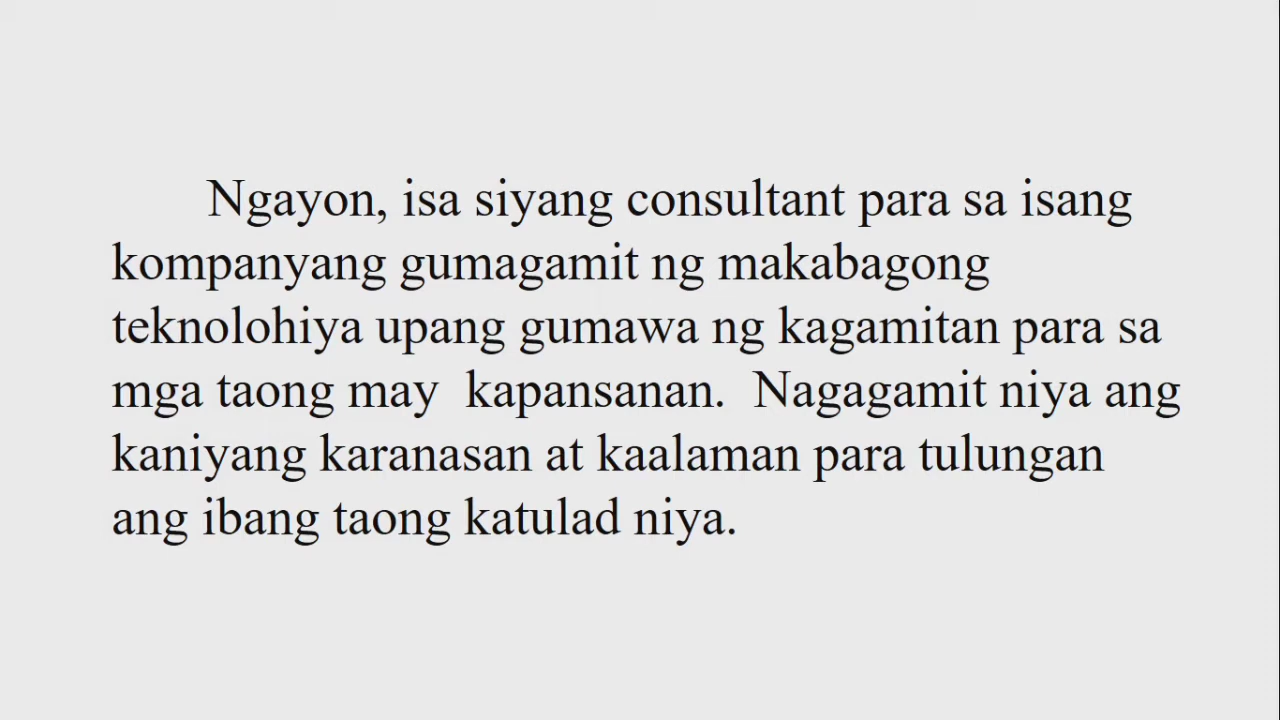 Ngayon, isa siyang consultant para sa isang
kompanyang gumagamit ng makabagong
teknolohiya upang gumawa ng kagamitan para sa
mga taong may  kapansanan.  Nagagamit niya ang
kaniyang karanasan at kaalaman para tulungan
ang ibang taong katulad niya.